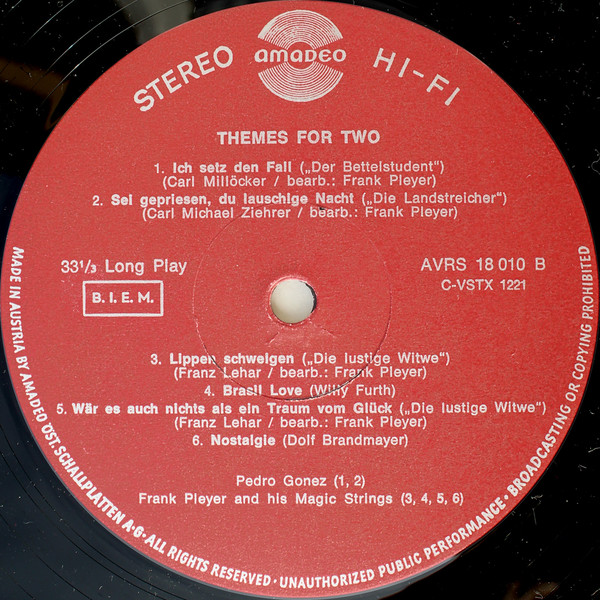 STEREO amadeo HI-FI
THEMES FOR TWO
1. Ich setz den Fall („Der Bettelstudent")
(Carl Millöcker / bearb.: Frank Pleyer)
2. Sei gepriesen, du lauschige Nacht („Die Landstreicher")
(Carl Michael Ziehrer / bearb.: Frank Pleyer)
33 1/3 Long Play
AVRS 18 010 B
B. I. E. M.
C-VSTX 1221
3. Lippen schweigen („Die lustige Witwe")
(Franz Lehar / bearb.: Frank Pleyer)
4. Brasil Love (Willy Furth)
5. Wär es auch nichts als ein Traum vom Glück („Die lustige Witwe")
(Franz Lehar / bearb.: Frank Pleyer)
6. Nostalgie (Dolf Brandmayer)
Pedro Gonez (1, 2)
Frank Pleyer and his Magic Strings (3, 4, 5, 6)
MADE IN AUSTRIA BY AMADEO ÖST. SCHALLPLATTEN A·G· ALL RIGHTS RESERVED · UNAUTHORIZED PUBLIC PERFORMANCE · BROADCASTING OR COPYING PROHIBITED